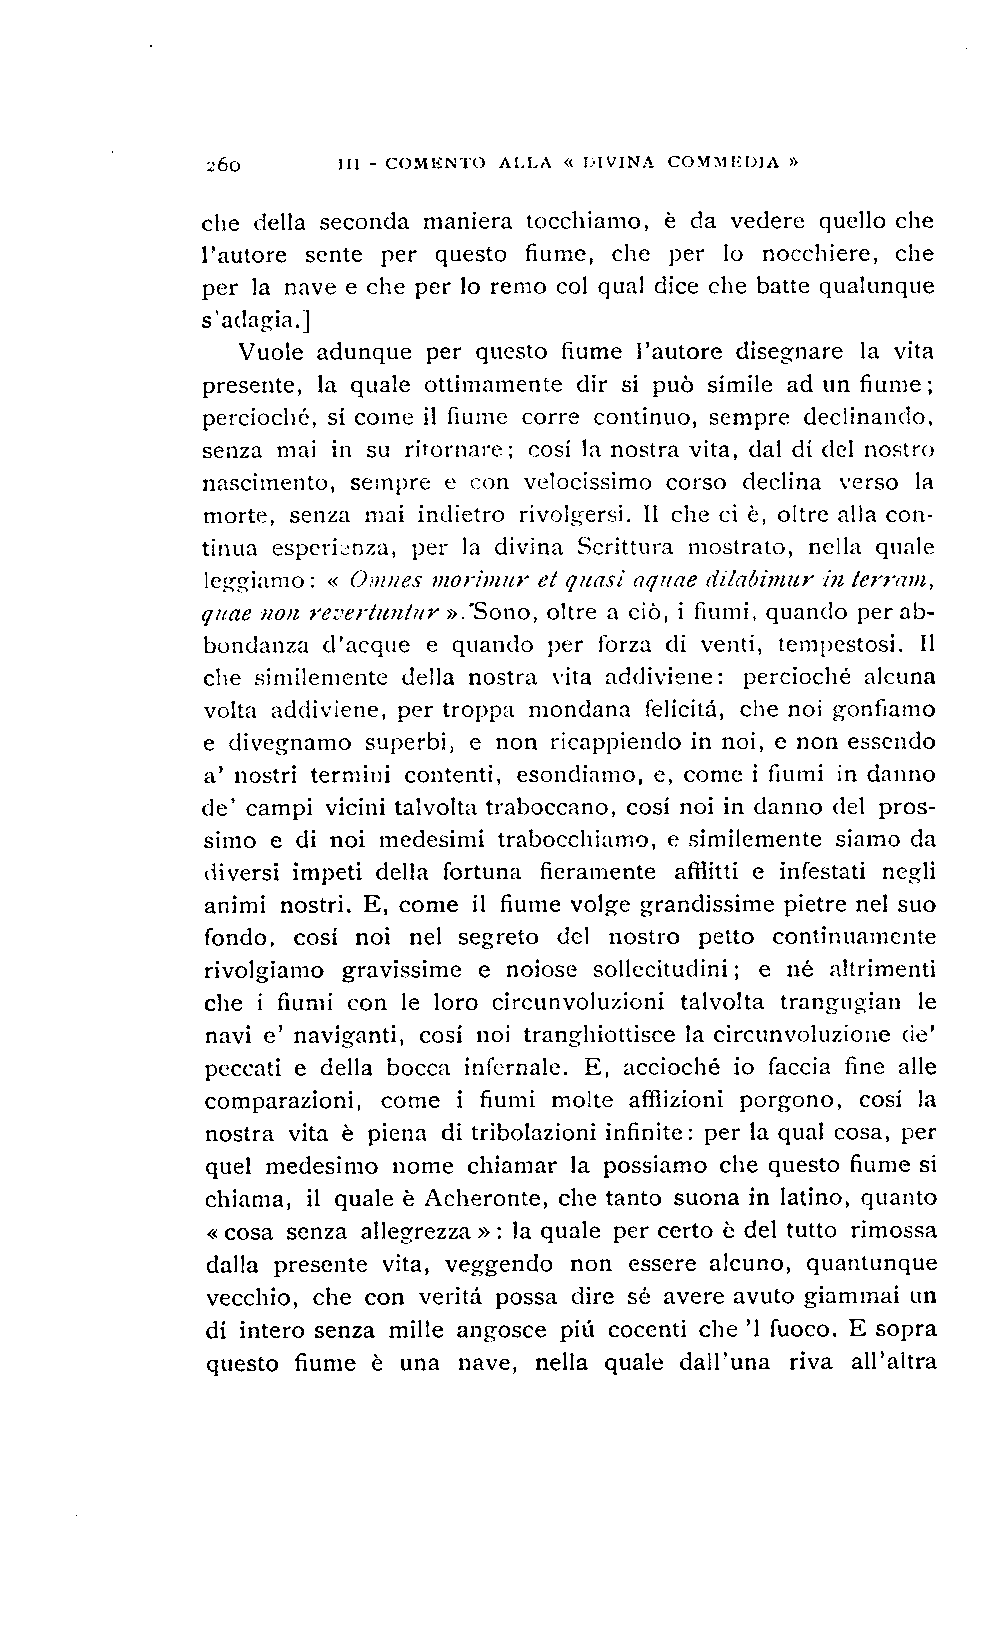 260 III - COMENTO ALLA « DIVINA COMMEDIA »
che della seconda maniera tocchiamo, è da vedere quello che
l'autore sente per questo fiume, che per lo nocchiere, che
per la nave e che per lo remo col qual dice che batte qualunque
s'adagia.]
Vuole adunque per questo fiume l'autore disegnare la vita
presente, la quale ottimamente dir si può simile ad un fiume;
percioché, sí come il fiume corre continuo, sempre declinando,
senza mai in su ritornare; cosí la nostra vita, dal dí del nostro
nascimento, sempre e con velocissimo corso declina verso la
morte, senza mai indietro rivolgersi. Il che ci è, oltre alla con-
tinua esperienza, per la divina Scrittura mostrato, nella quale
leggiamo: « Omnes morimur et quasi aquae dilabimur in terram,
quae non revertuntur ». Sono, oltre a ciò, i fiumi, quando per ab-
bondanza d'acque e quando per forza di venti, tempestosi. Il
che similemente della nostra vita addiviene: percioché alcuna
volta addiviene, per troppa mondana felicitá, che noi gonfiamo
e divegnamo superbi, e non ricappiendo in noi, e non essendo
a' nostri termini contenti, esondiamo, e, come i fiumi in danno
de' campi vicini talvolta traboccano, cosí noi in danno del pros-
simo e di noi medesimi trabocchiamo, e similemente siamo da
diversi impeti della fortuna fieramente afflitti e infestati negli
animi nostri. E, come il fiume volge grandissime pietre nel suo
fondo, cosí noi nel segreto del nostro petto continuamente
rivolgiamo gravissime e noiose sollecitudini; e né altrimenti
che i fiumi con le loro circunvoluzioni talvolta trangugian le
navi e' naviganti, cosí noi tranghiottisce la circunvoluzione de'
peccati e della bocca infernale. E, accioché io faccia fine alle
comparazioni, come i fiumi molte afflizioni porgono, cosí la
nostra vita è piena di tribolazioni infinite: per la qual cosa, per
quel medesimo nome chiamar la possiamo che questo fiume si
chiama, il quale è Acheronte, che tanto suona in latino, quanto
« cosa senza allegrezza »: la quale per certo è del tutto rimossa
dalla presente vita, veggendo non essere alcuno, quantunque
vecchio, che con veritá possa dire sé avere avuto giammai un
dí intero senza mille angosce piú cocenti che 'l fuoco. E sopra
questo fiume è una nave, nella quale dall'una riva all'altra